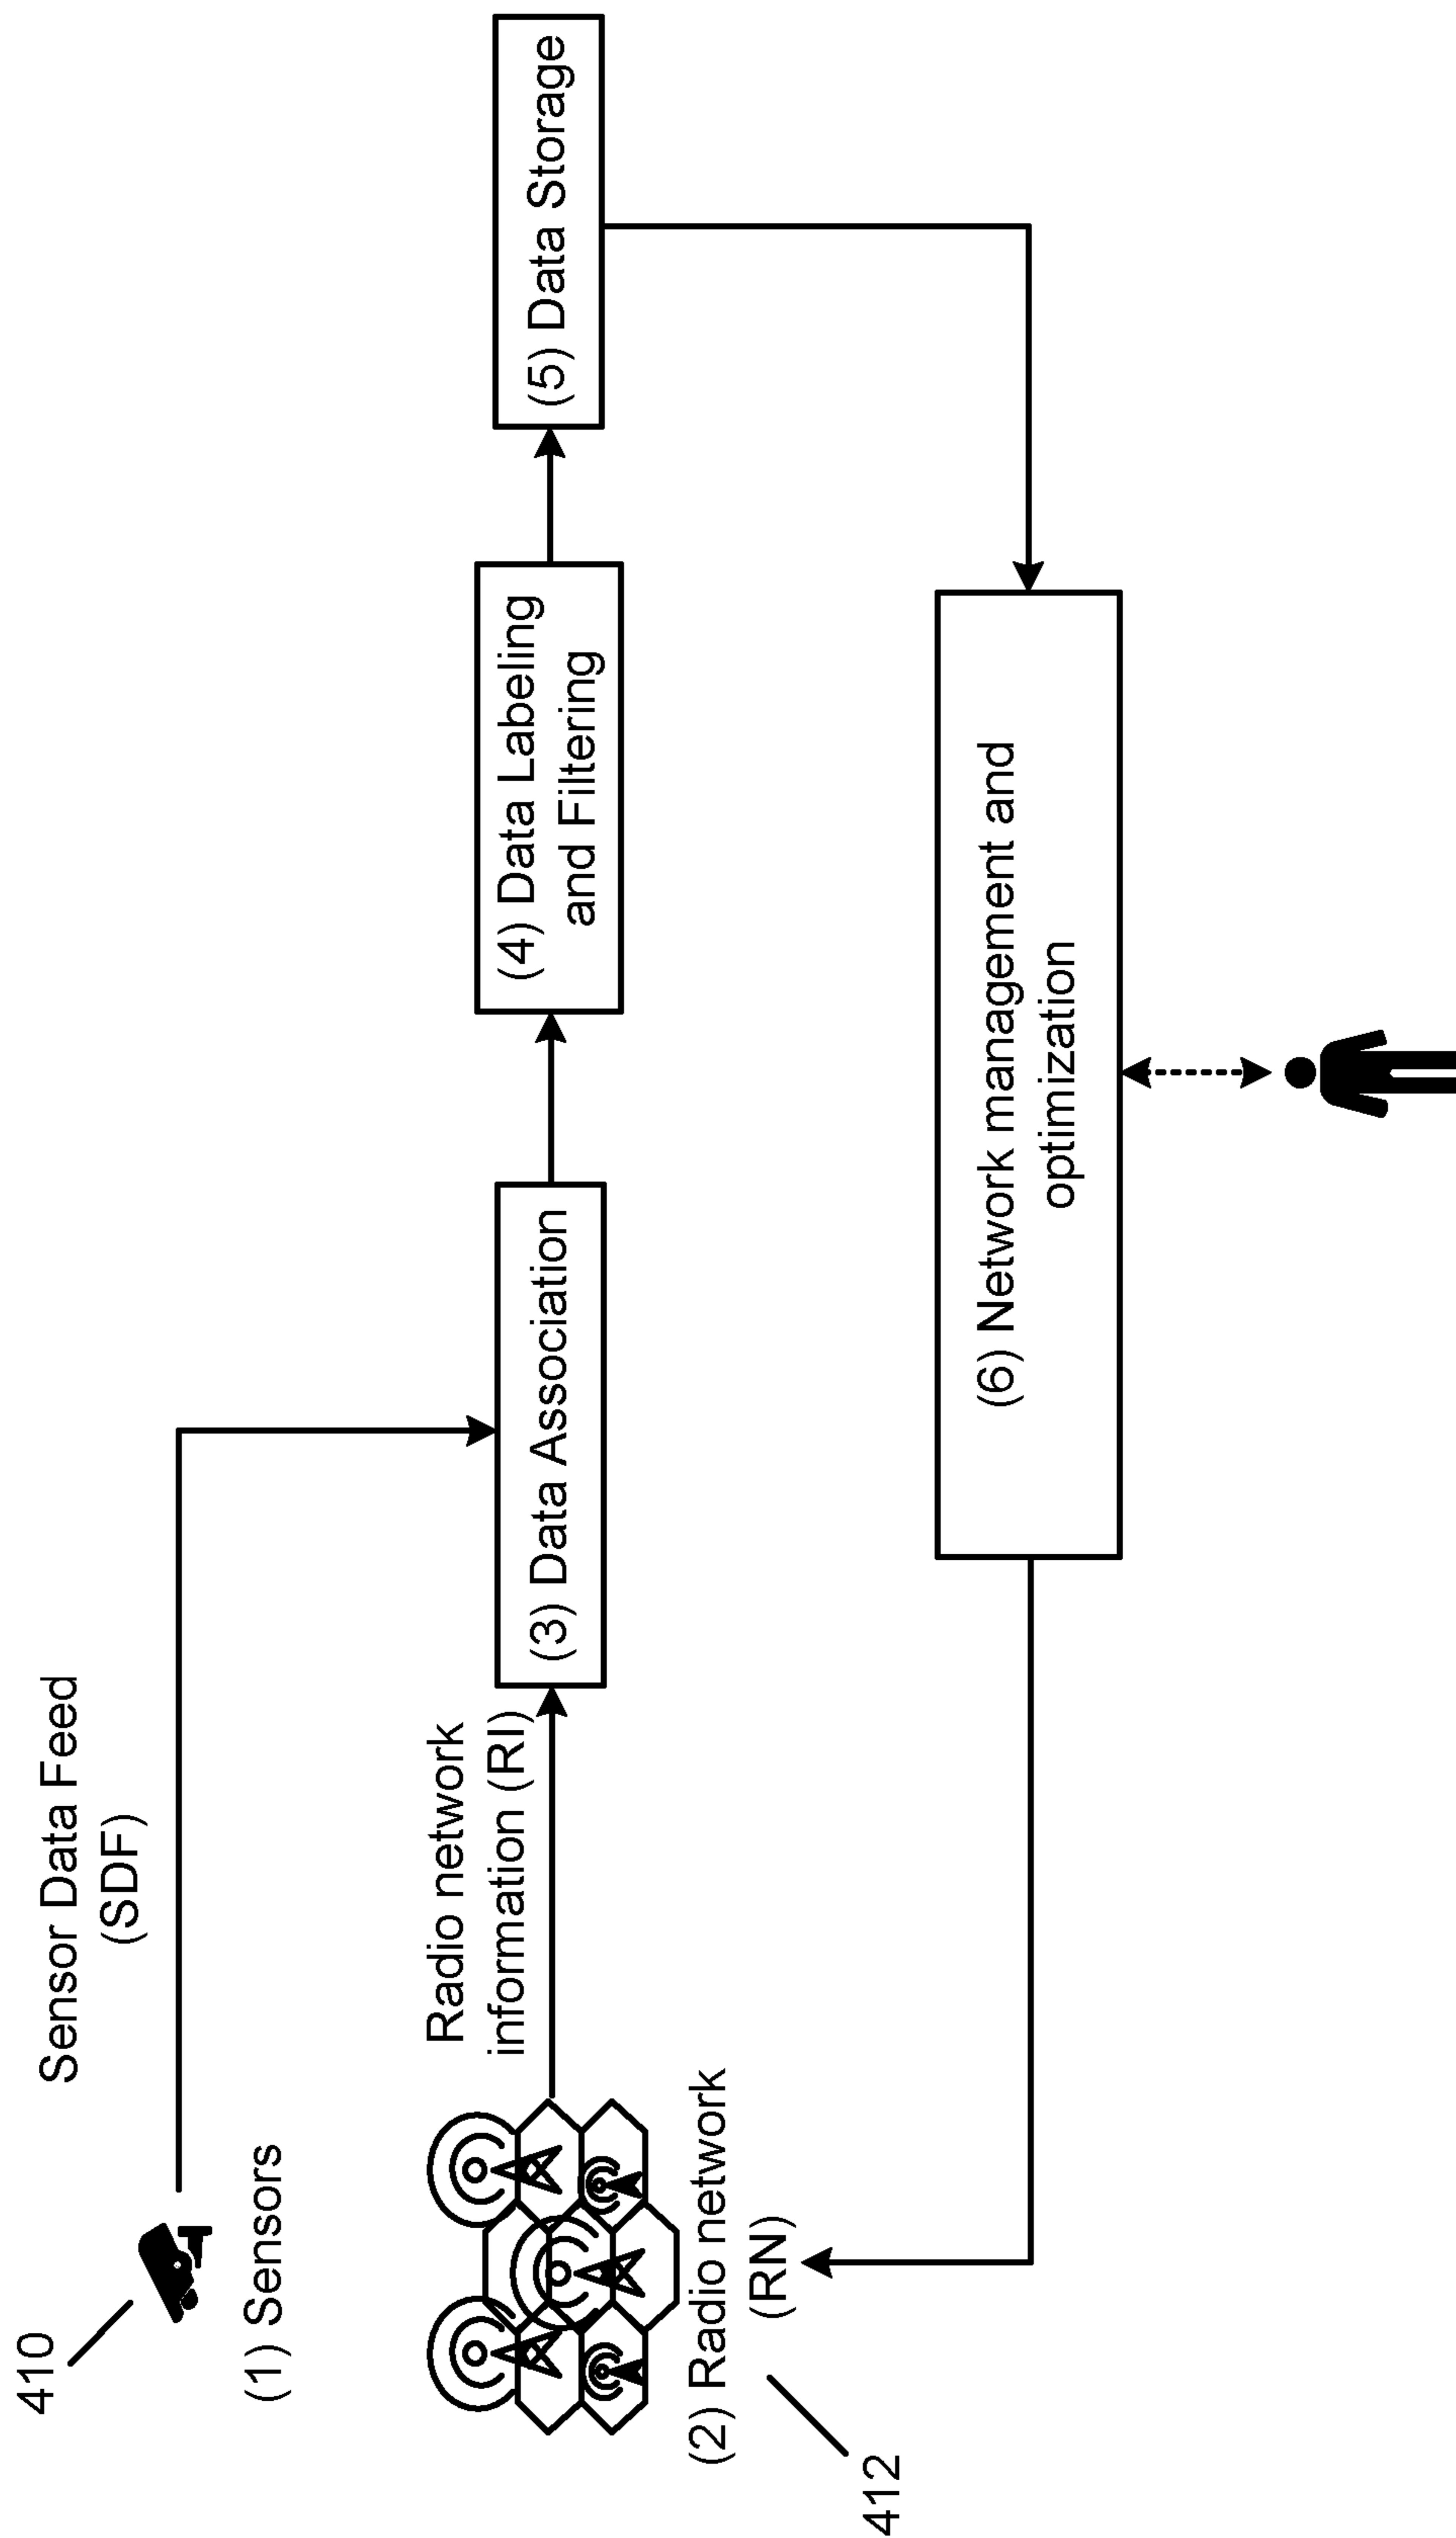 410
(1) Sensors
Sensor Data Feed
(SDF)
Radio network
information (RI)
(2) Radio network
(RN)
412
(3) Data Association
(4) Data Labeling
and Filtering
(5) Data Storage
(6) Network management and
optimization